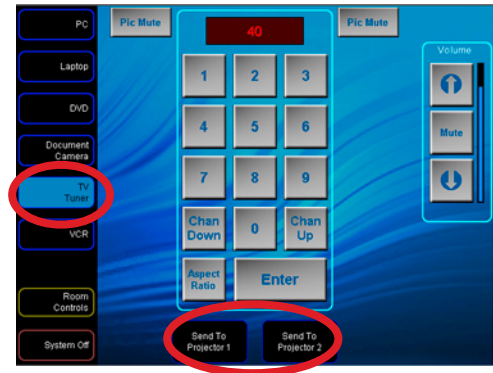 PC
Laptop
DVD
Document
Camera
TV
Tuner
VCR
Room
Controls
System Off
Pic Mute
40
Pic Mute
1 2 3
4 5 6
7 8 9
Chan
Down
0
Chan
Up
Aspect
Ratio
Enter
Send To
Projector 1
Send To
Projector 2
Volume
Mute